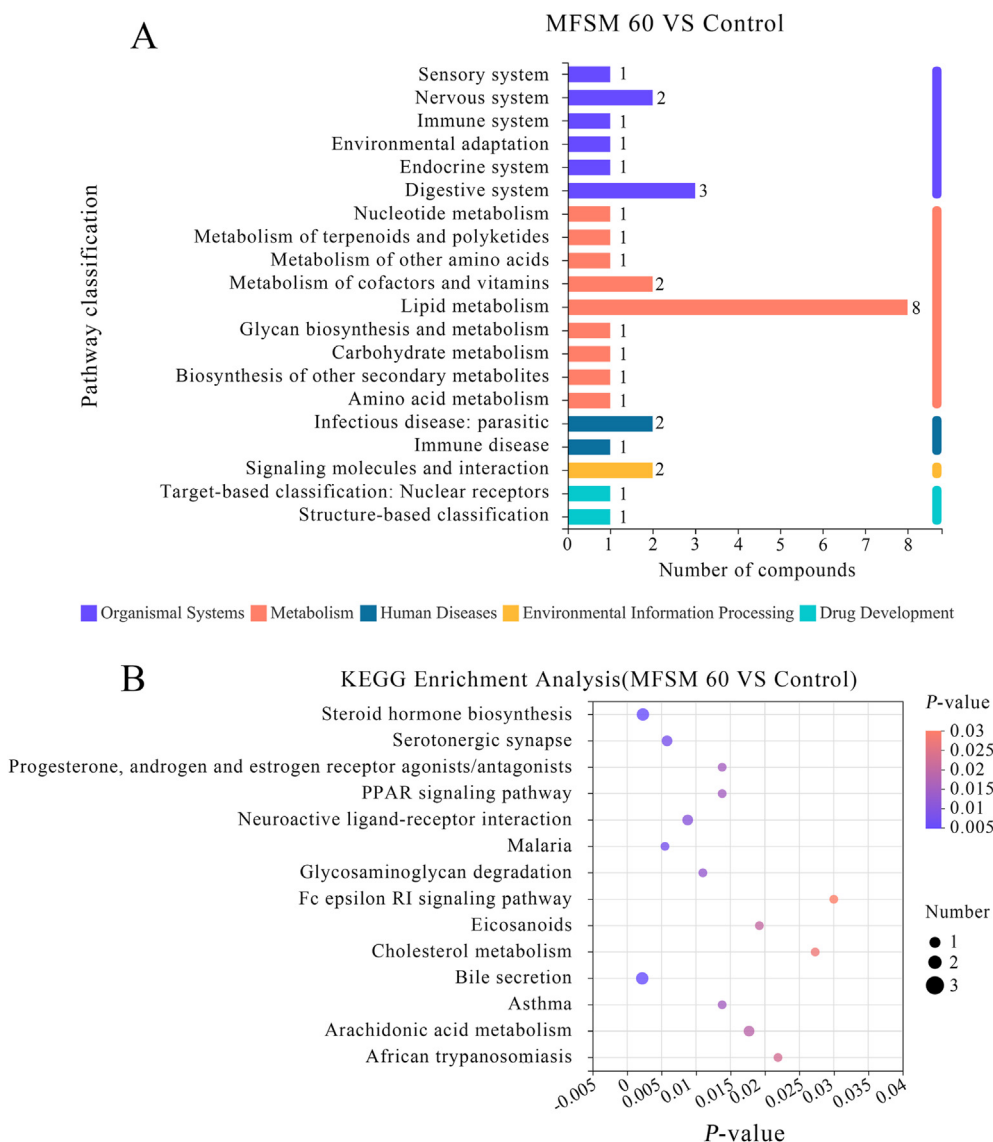 A
MFSM 60 VS Control
Pathway classification
Sensory system 1
Nervous system 2
Immune system 1
Environmental adaptation 1
Endocrine system 1
Digestive system 3
Nucleotide metabolism 1
Metabolism of terpenoids and polyketides 1
Metabolism of other amino acids 1
Metabolism of cofactors and vitamins 2
Lipid metabolism 8
Glycan biosynthesis and metabolism 1
Carbohydrate metabolism 1
Biosynthesis of other secondary metabolites 1
Amino acid metabolism 1
Infectious disease: parasitic 2
Immune disease 1
Signaling molecules and interaction 2
Target-based classification: Nuclear receptors 1
Structure-based classification 1
0 1 2 3 4 5 6 7 8
Number of compounds
Organismal Systems Metabolism Human Diseases Environmental Information Processing Drug Development
B
KEGG Enrichment Analysis(MFSM 60 VS Control)
Steroid hormone biosynthesis
Serotonergic synapse
Progesterone, androgen and estrogen receptor agonists/antagonists
PPAR signaling pathway
Neuroactive ligand-receptor interaction
Malaria
Glycosaminoglycan degradation
Fc epsilon RI signaling pathway
Eicosanoids
Cholesterol metabolism
Bile secretion
Asthma
Arachidonic acid metabolism
African trypanosomiasis
-0.005 0 0.005 0.01 0.015 0.02 0.025 0.03 0.035 0.04
P-value
P-value
0.03
0.025
0.015
0.01
0.005
Number
1
2
3